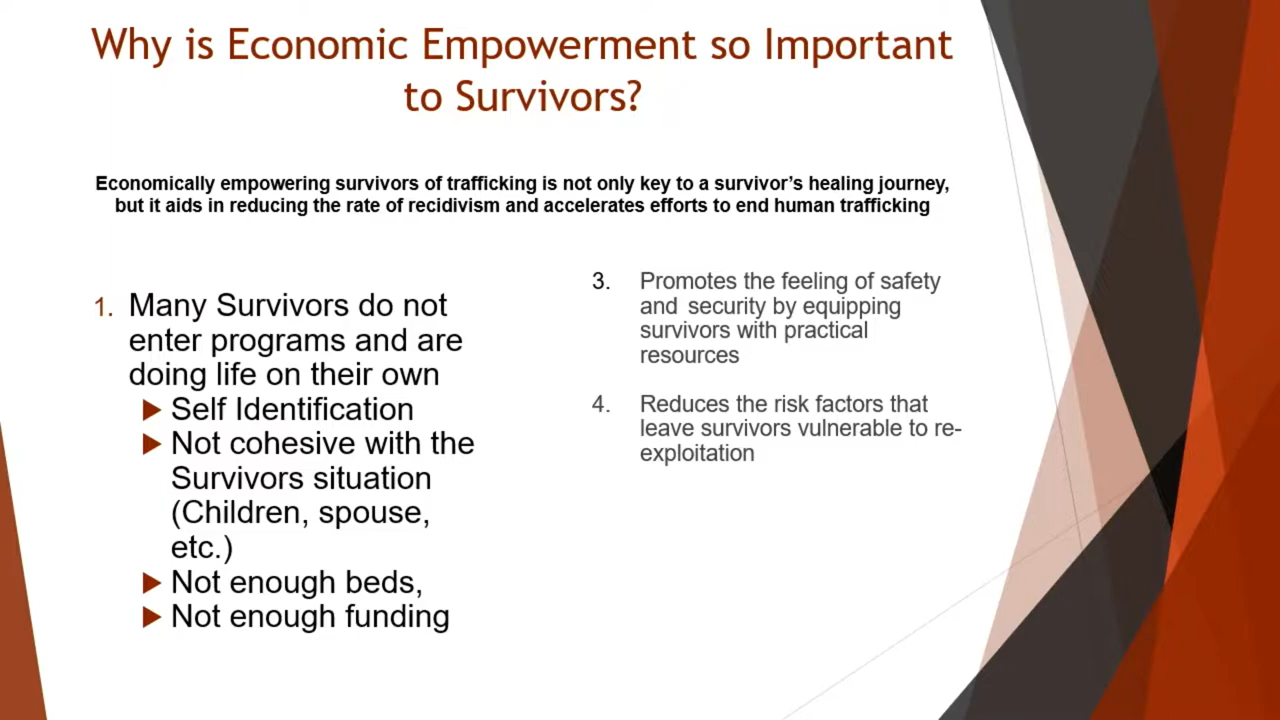 Why is Economic Empowerment so Important
to Survivors?
Economically empowering survivors of trafficking is not only key to a survivor’s healing journey,
but it aids in reducing the rate of recidivism and accelerates efforts to end human trafficking
1. Many Survivors do not
enter programs and are
doing life on their own
Self Identification
Not cohesive with the
Survivors situation
(Children, spouse,
etc.)
Not enough beds,
Not enough funding
3. Promotes the feeling of safety
and security by equipping
survivors with practical
resources
4. Reduces the risk factors that
leave survivors vulnerable to re-
exploitation